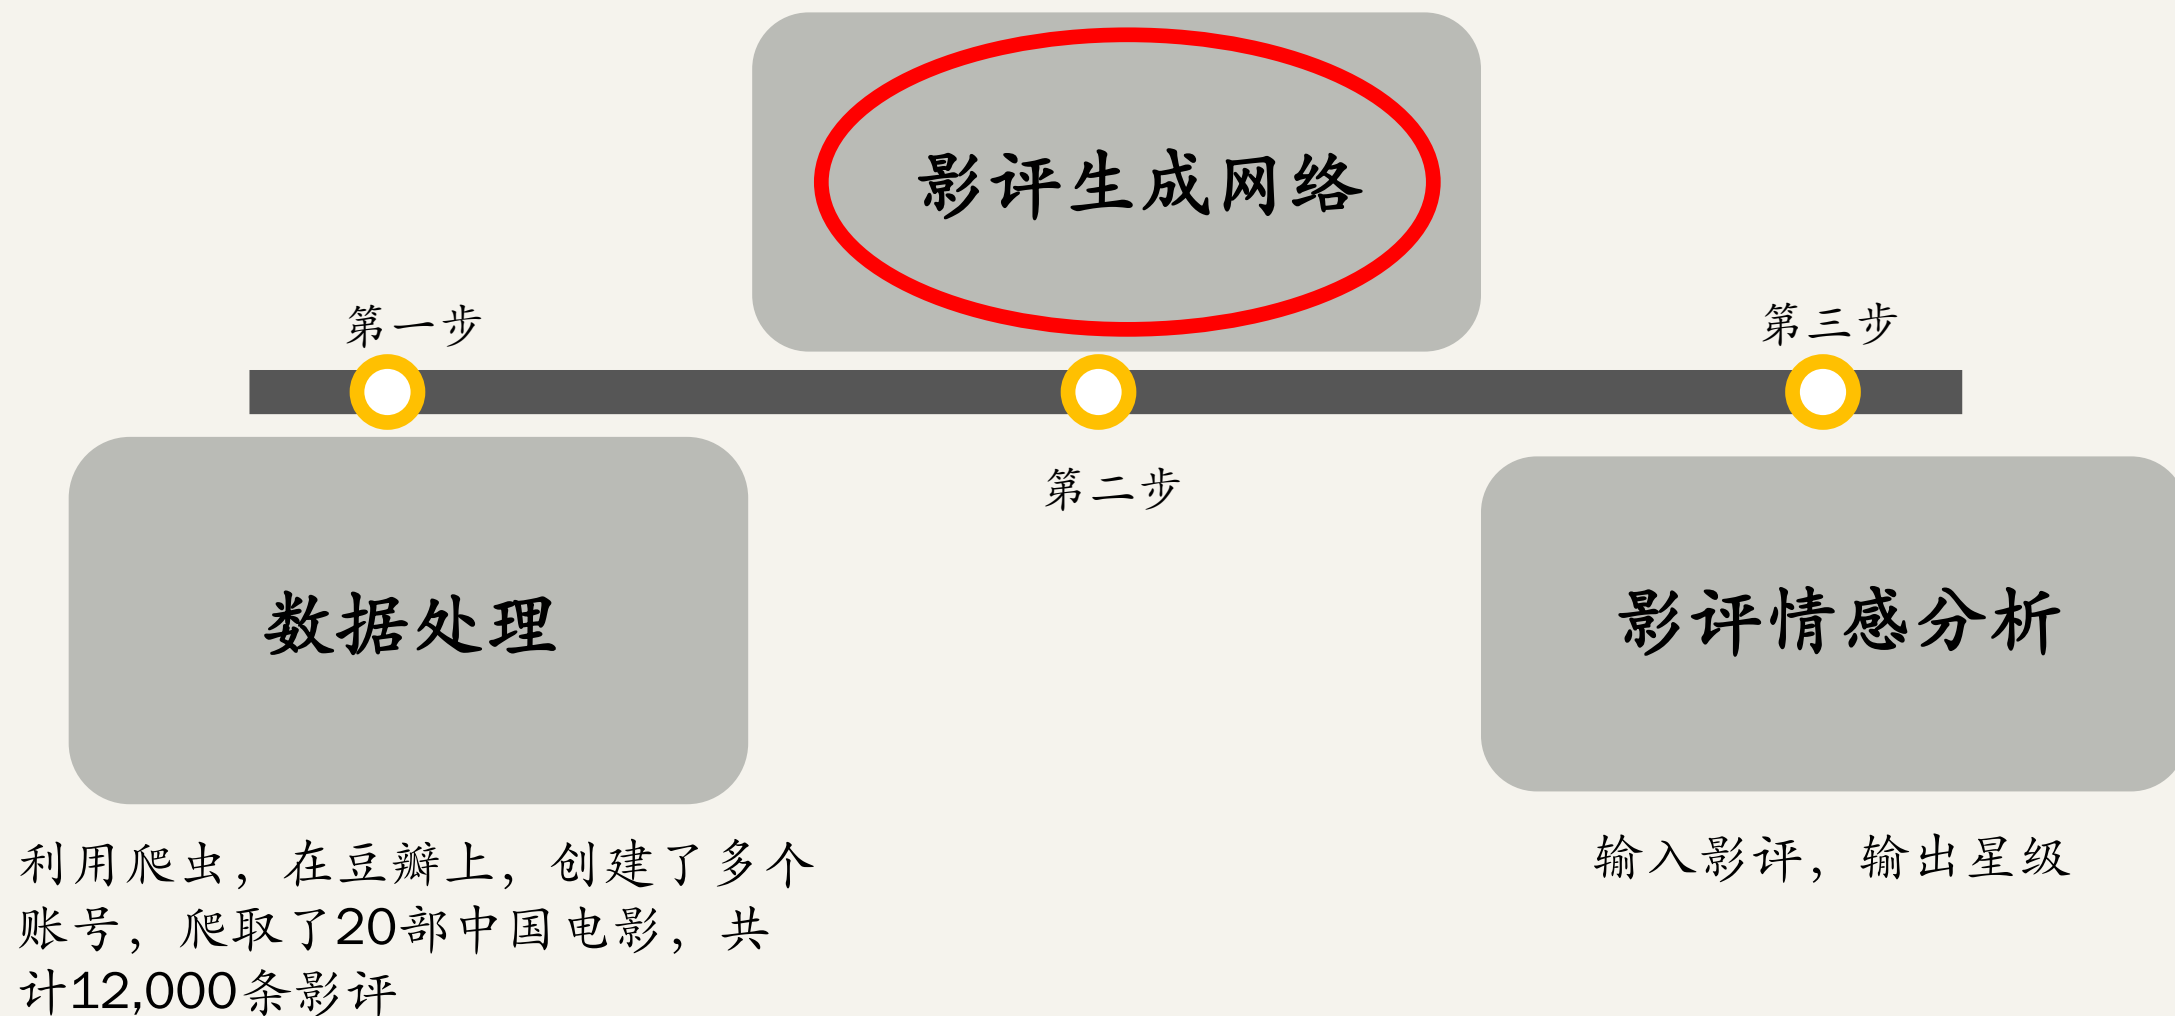 影评生成网络
第一步
第三步
第二步
数据处理
影评情感分析
利用爬虫，在豆瓣上，创建了多个
账号，爬取了20部中国电影，共
计12,000条影评
输入影评，输出星级